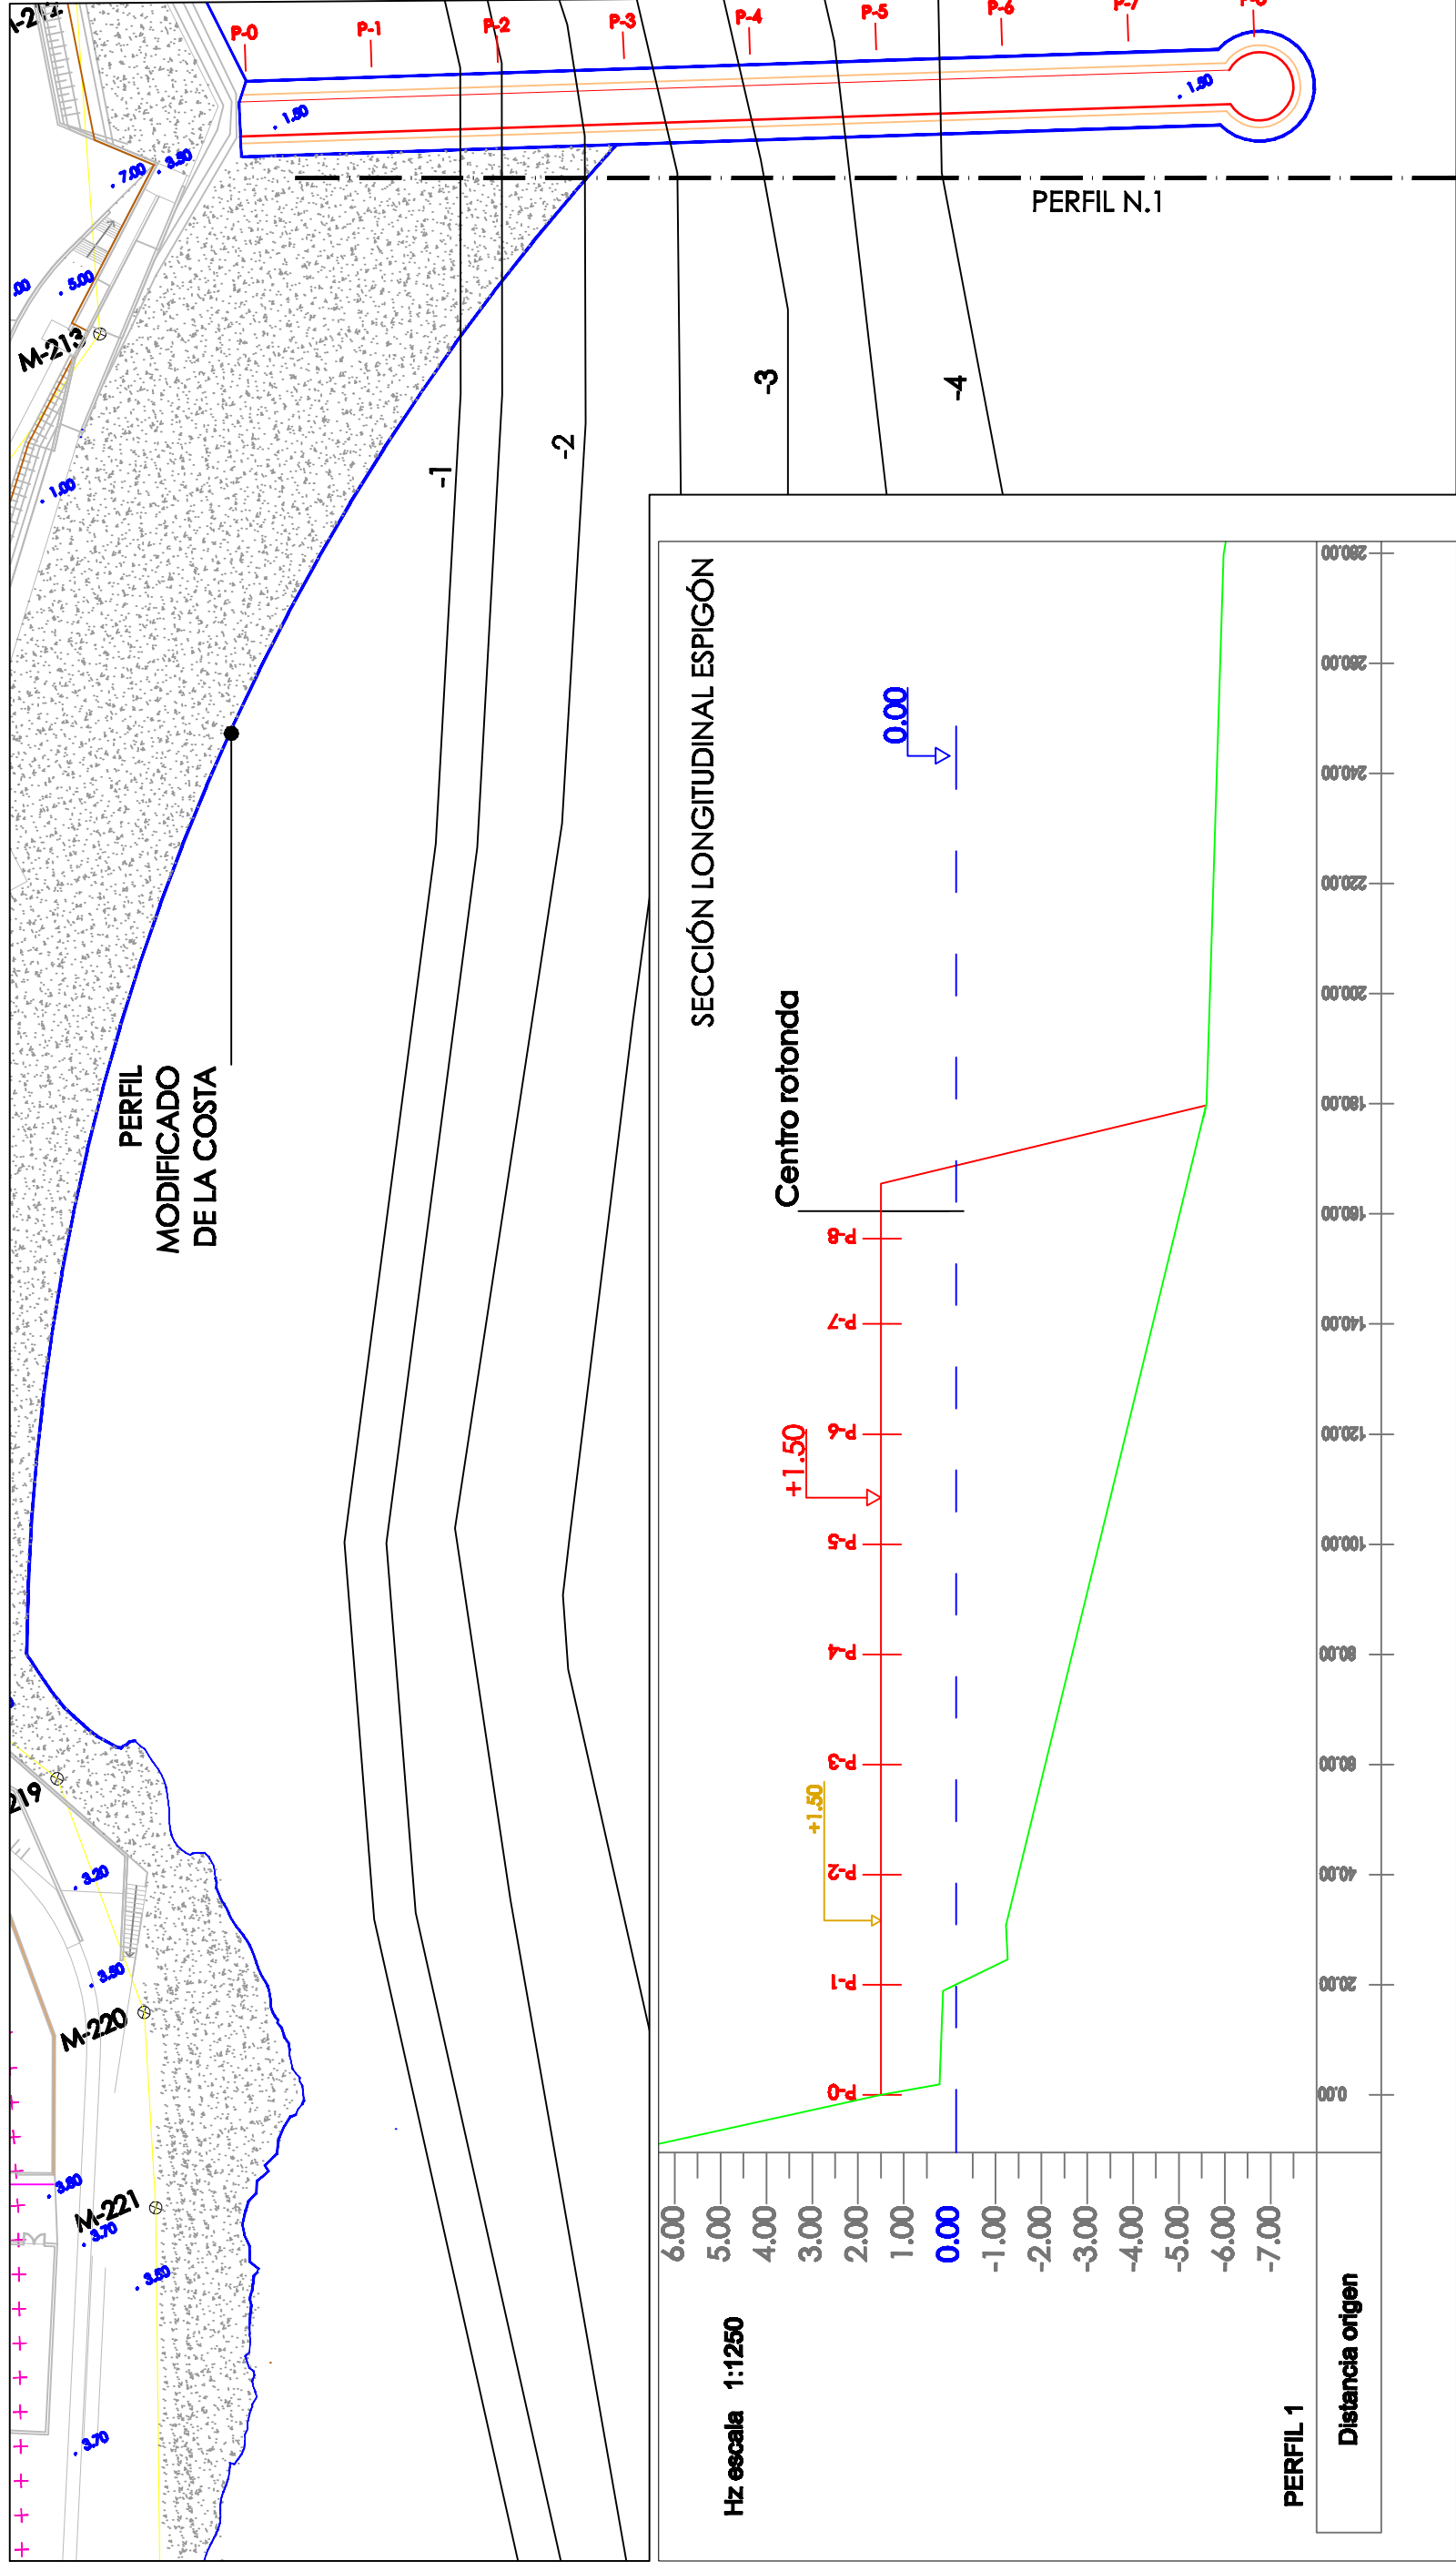 P-0
P-1
P-2
P-3
P-4
P-5
P-6
P-7
1.50
1.50
PERFIL N.1
7.00
3.50
5.00
.00
M-213
1.00
-1
-2
-3
-4
PERFIL
MODIFICADO
DE LA COSTA
219
3.20
3.50
M-220
3.80
M-221
3.70
3.50
3.70
SECCIÓN LONGITUDINAL ESPIGÓN
0.00
Centro rotonda
+1.50
+1.50
P-0
P-1
P-2
P-3
P-4
P-5
P-6
P-7
P-8
6.00
5.00
4.00
3.00
2.00
1.00
0.00
-1.00
-2.00
-3.00
-4.00
-5.00
-6.00
-7.00
Hz escala 1:1250
PERFIL 1
Distancia origen
0.00
20.00
40.00
60.00
80.00
100.00
120.00
140.00
160.00
180.00
200.00
220.00
240.00
260.00
280.00